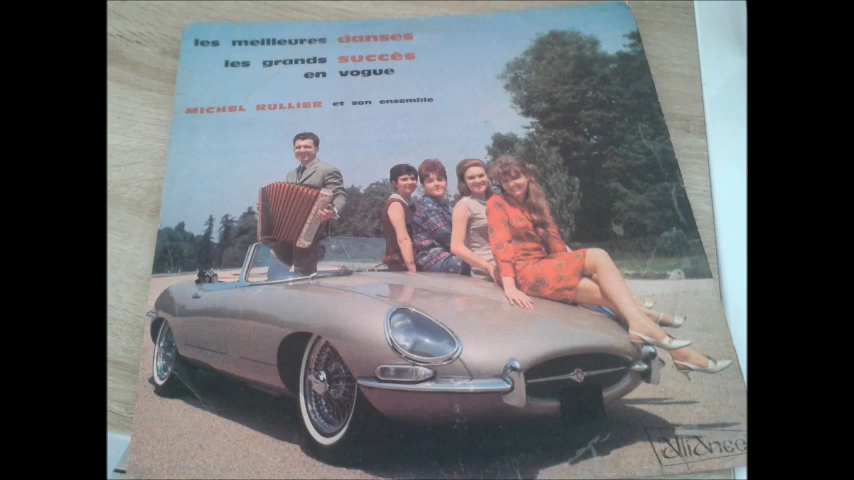 les meilleures danses
les grands succès
en vogue
MICHEL RULLIER et son ensemble
alliance